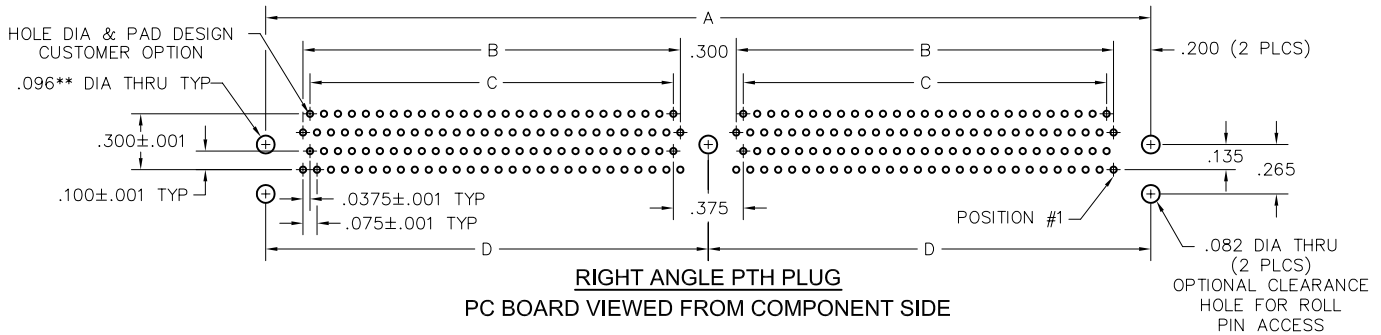 A
HOLE DIA & PAD DESIGN
CUSTOMER OPTION
B
.300
B
.200 (2 PLCS)
.096** DIA THRU TYP
C
C
.300±.001
.135
.265
.100±.001 TYP
.0375±.001 TYP
.375
.075±.001 TYP
POSITION #1
D
D
.082 DIA THRU
(2 PLCS)
OPTIONAL CLEARANCE
HOLE FOR ROLL
PIN ACCESS
RIGHT ANGLE PTH PLUG
PC BOARD VIEWED FROM COMPONENT SIDE